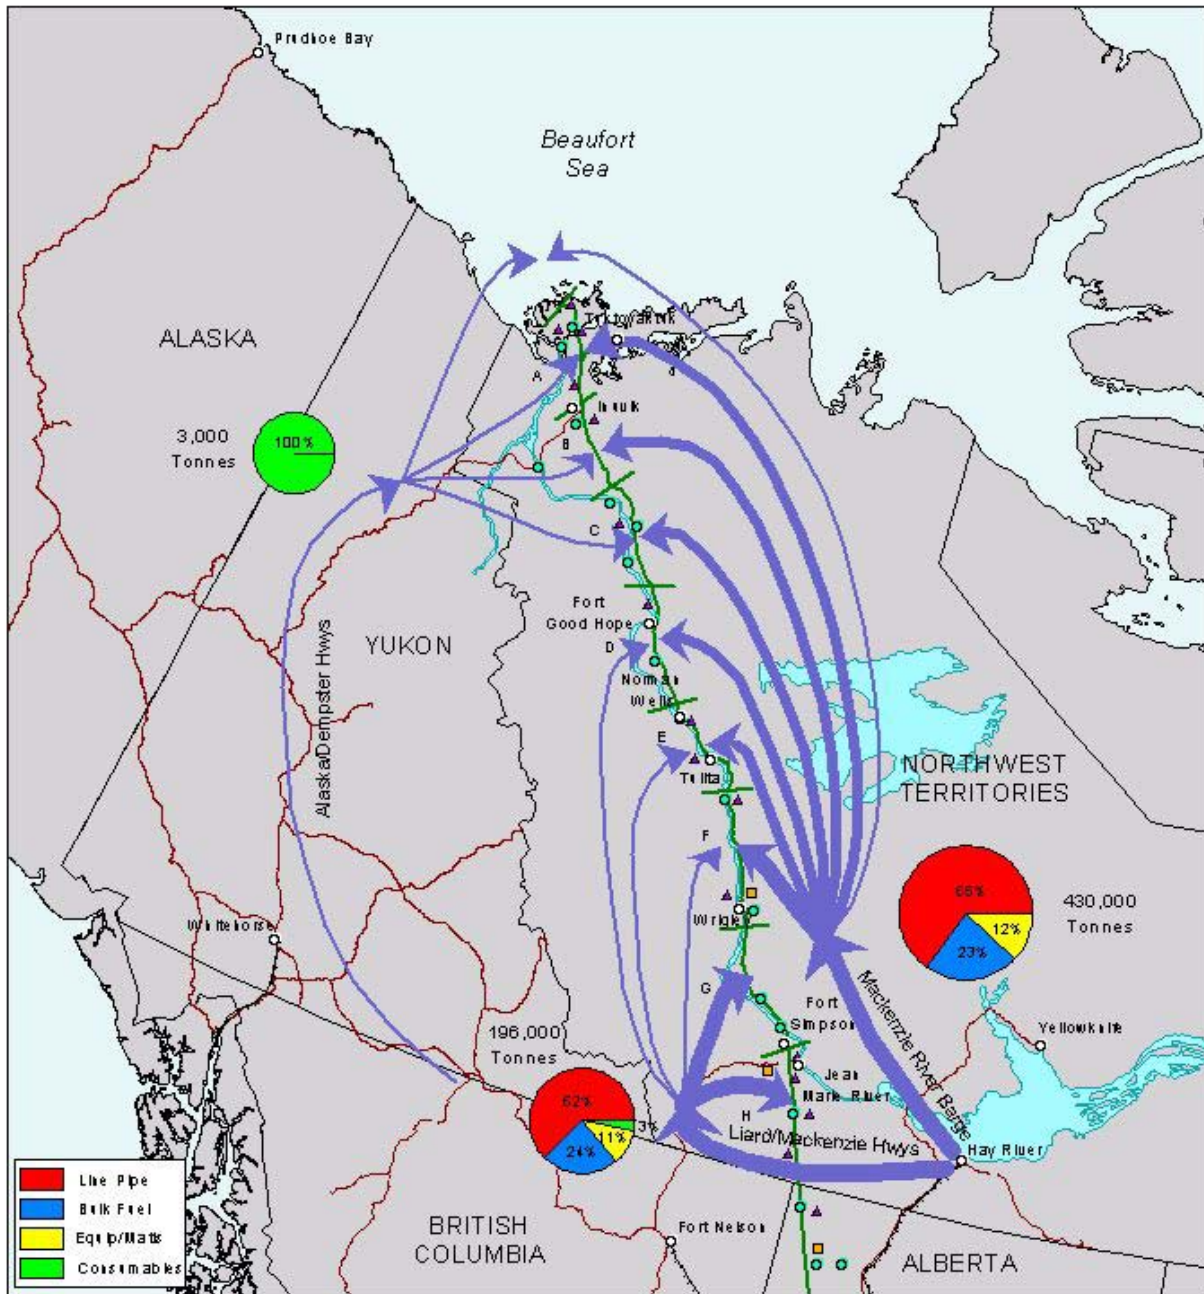 Prudhoe Bay
Beaufort
Sea
ALASKA
Tuktoyaktuk
A
3,000
Tonnes
100%
Inuvik
B
C
Fort
Good Hope
YUKON
D
Norman
Wells
Alaska/Dempster Hwys
E
Tulita
NORTHWEST
TERRITORIES
F
430,000
Tonnes
12%
23%
Wrigley
Whitehorse
G
Mackenzie River Barge
Fort
Simpson
196,000
Tonnes
Yellowknife
Jean
Marie River
62%
3%
11%
24%
H
Liard/Mackenzie Hwys
Hay River
Line Pipe
Bulk Fuel
Equip/Matls
Consumables
BRITISH
COLUMBIA
Fort Nelson
ALBERTA